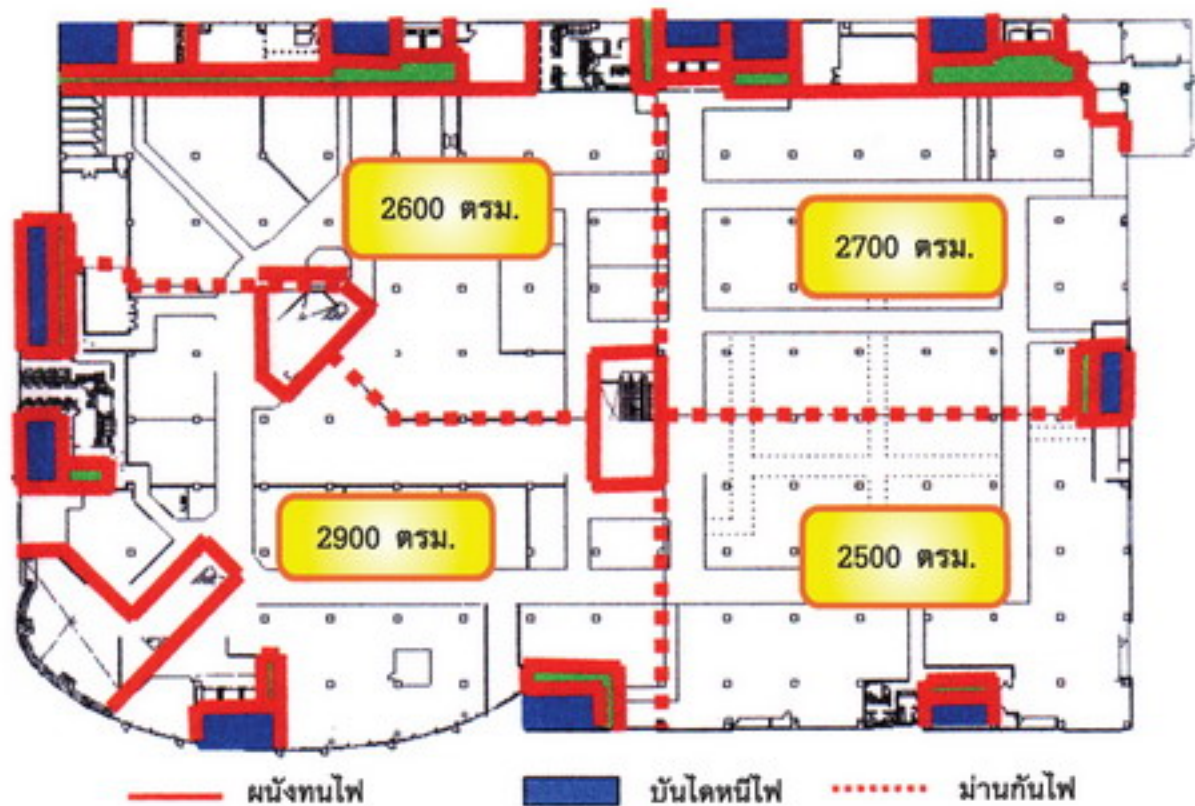 2600 ตรม.
2700 ตรม.
2900 ตรม.
2500 ตรม.
ผนังทนไฟ
บันไดหนีไฟ
ม่านกันไฟ